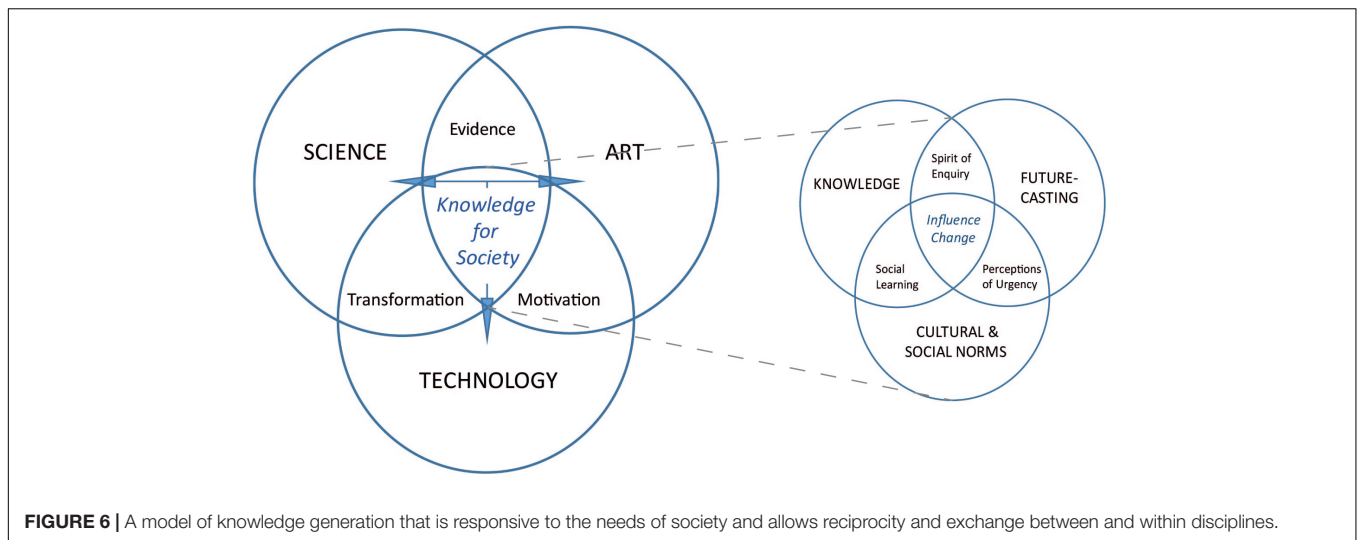 SCIENCE
Evidence
ART
Knowledge
for
Society
Transformation
Motivation
TECHNOLOGY
KNOWLEDGE
Spirit of
Enquiry
FUTURE-
CASTING
Influence
Change
Social
Learning
Perceptions
of Urgency
CULTURAL &
SOCIAL NORMS
FIGURE 6 | A model of knowledge generation that is responsive to the needs of society and allows reciprocity and exchange between and within disciplines.